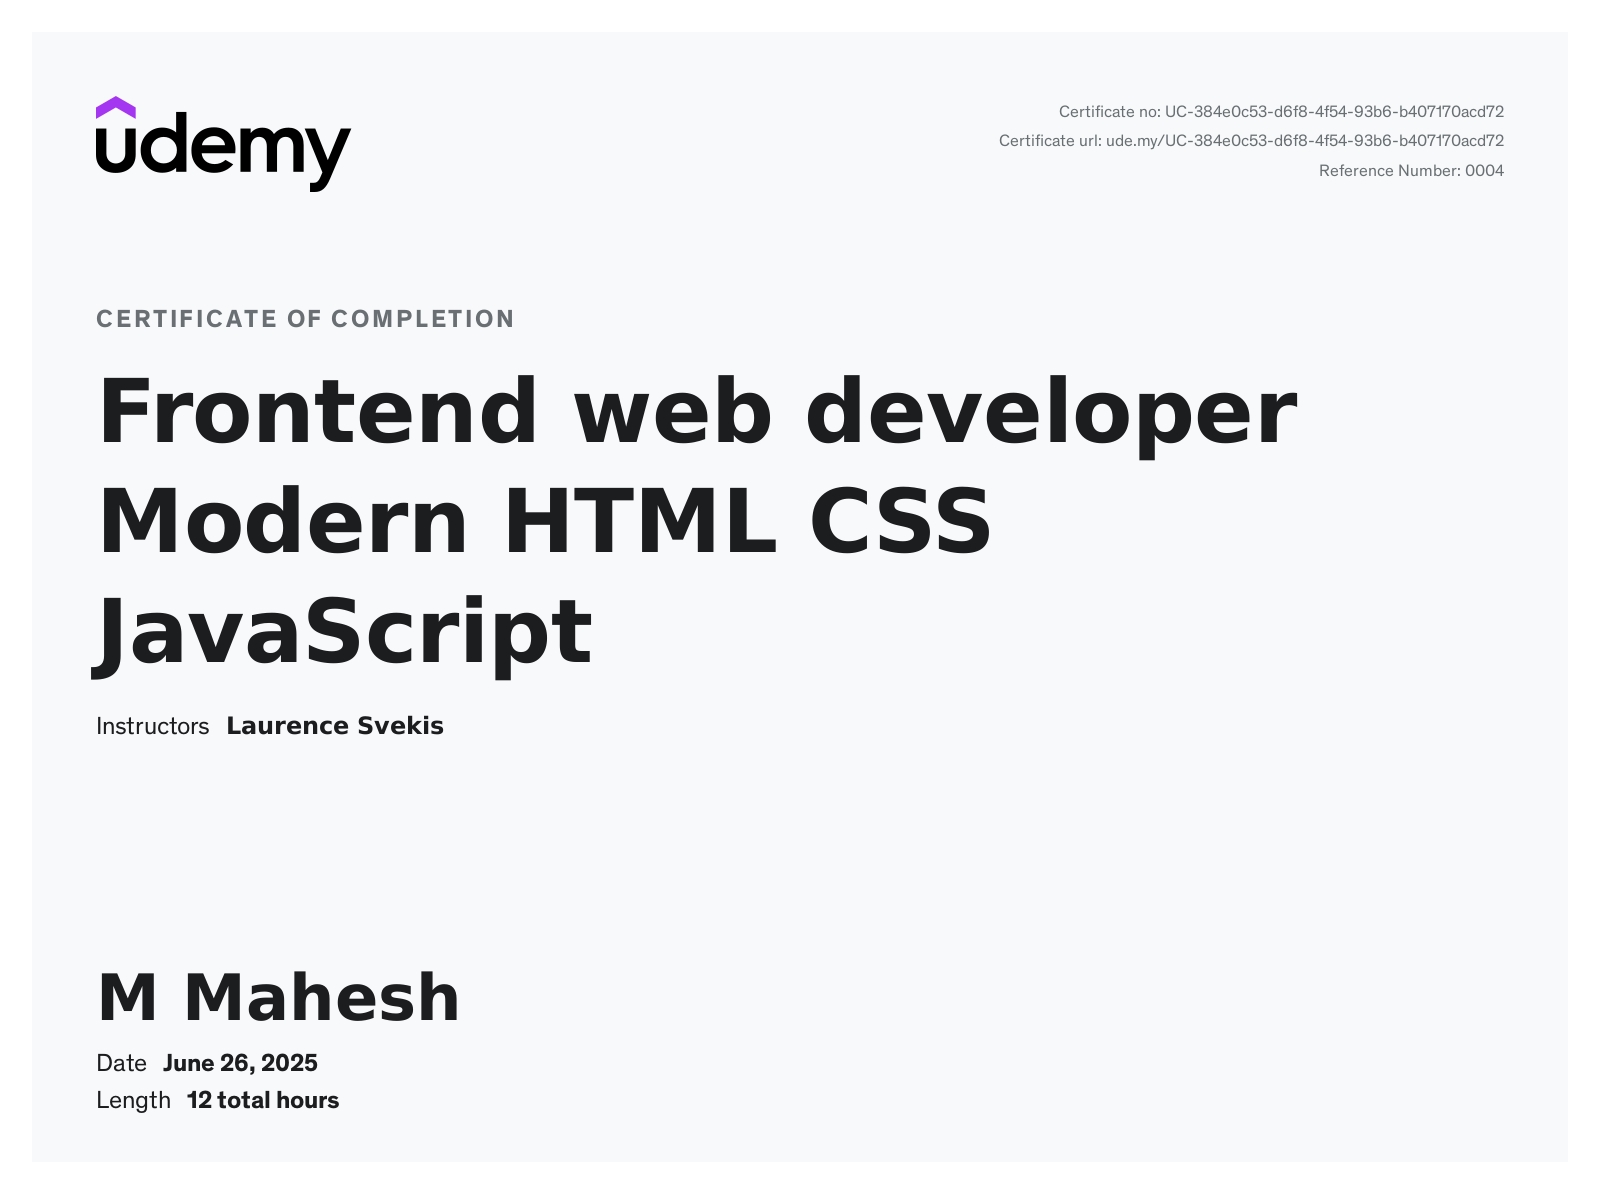 udemy
Certificate no: UC-384e0c53-d6f8-4f54-93b6-b407170acd72
Certificate url: ude.my/UC-384e0c53-d6f8-4f54-93b6-b407170acd72
Reference Number: 0004
CERTIFICATE OF COMPLETION
Frontend web developer
Modern HTML CSS
JavaScript
Instructors Laurence Svekis
M Mahesh
Date June 26, 2025
Length 12 total hours